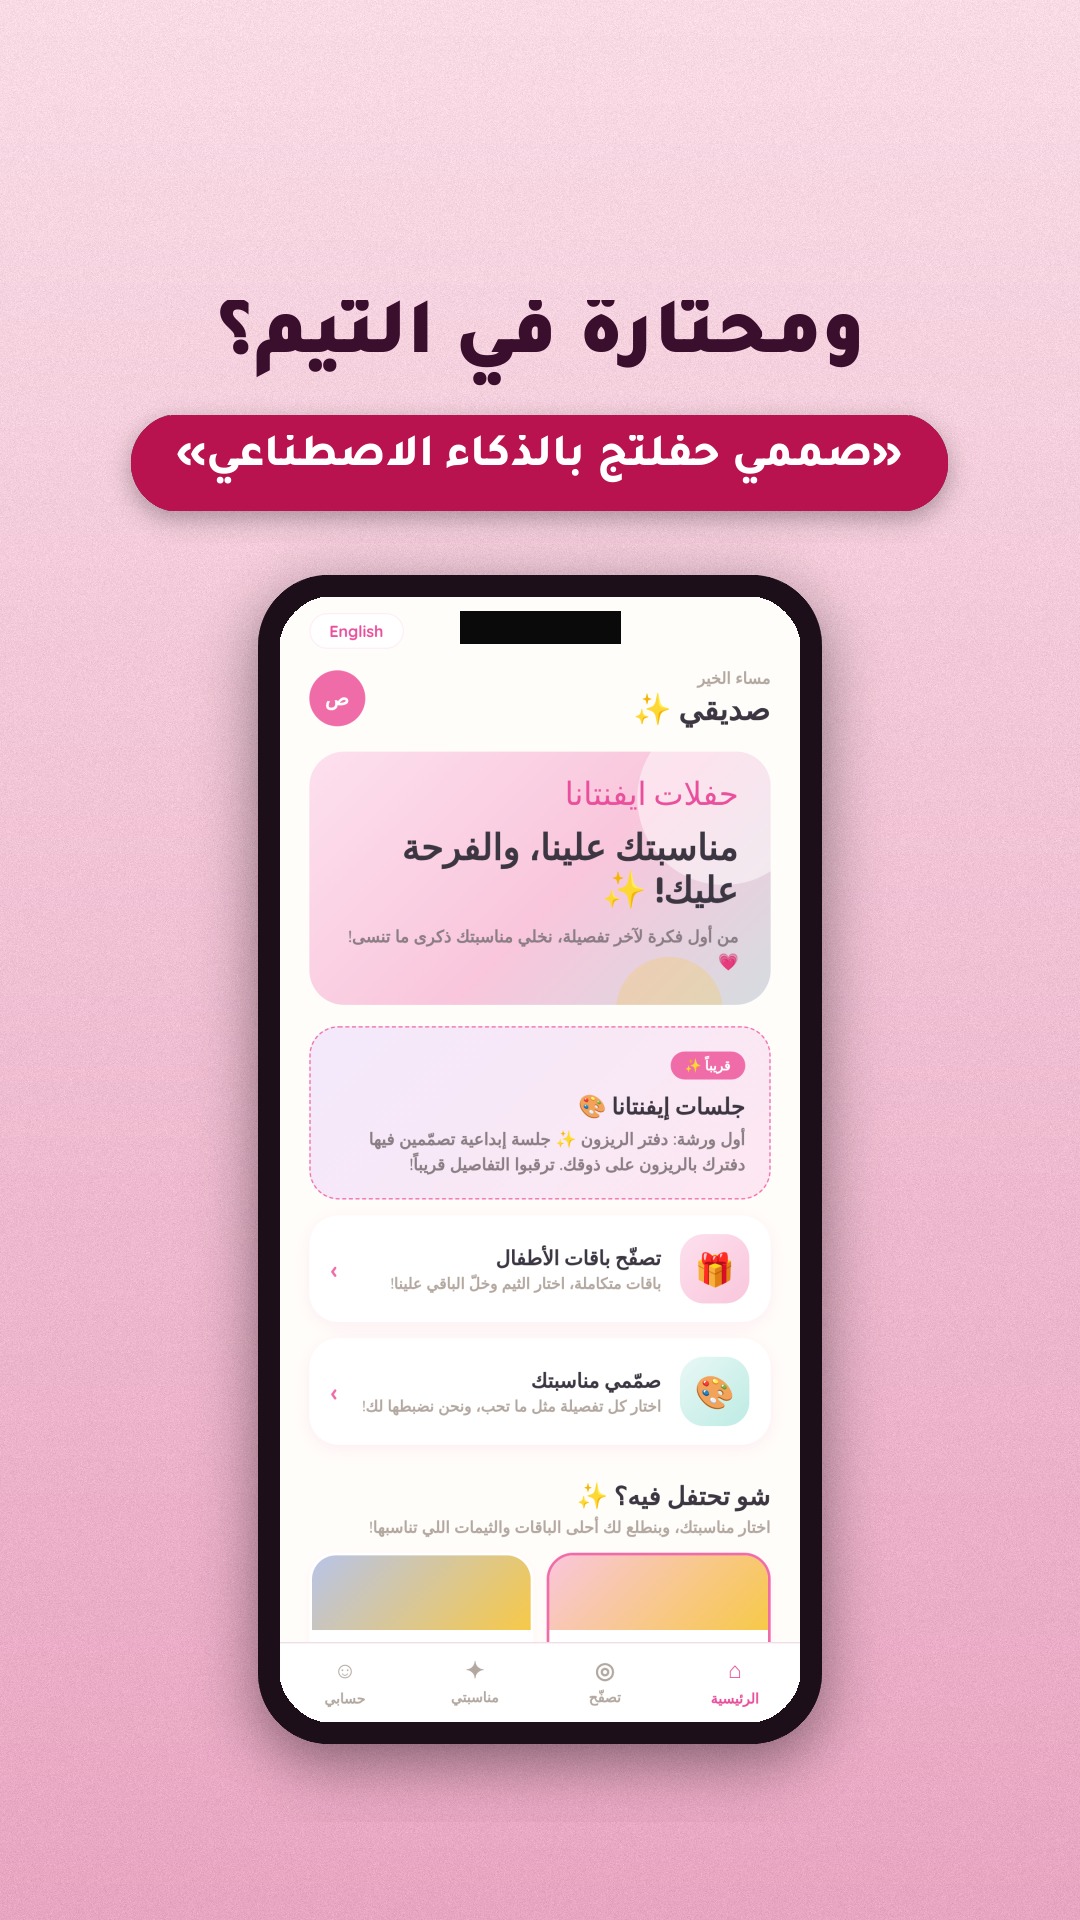 ومحتارة في التيم؟
«صممي حفلتج بالذكاء الاصطناعي»
English
مساء الخير
صديقي ✨
ص
حفلات ايفنتانا
مناسبتك علينا، والفرحة
عليك! ✨
من أول فكرة لآخر تفصيلة، نخلي مناسبتك ذكرى ما تنسى!
💗
قريباً ✨
جلسات إيفنتانا 🎨
أول ورشة: دفتر الريزون ✨ جلسة إبداعية تصمّمين فيها
دفترك بالريزون على ذوقك. ترقبوا التفاصيل قريباً!
تصفّح باقات الأطفال
باقات متكاملة، اختار الثيم وخلّ الباقي علينا!
صمّمي مناسبتك
اختار كل تفصيلة مثل ما تحب، ونحن نضبطها لك!
شو تحتفل فيه؟ ✨
اختار مناسبتك، وبنطلع لك أحلى الباقات والثيمات اللي تناسبها!
الرئيسية
تصفّح
مناسبتي
حسابي